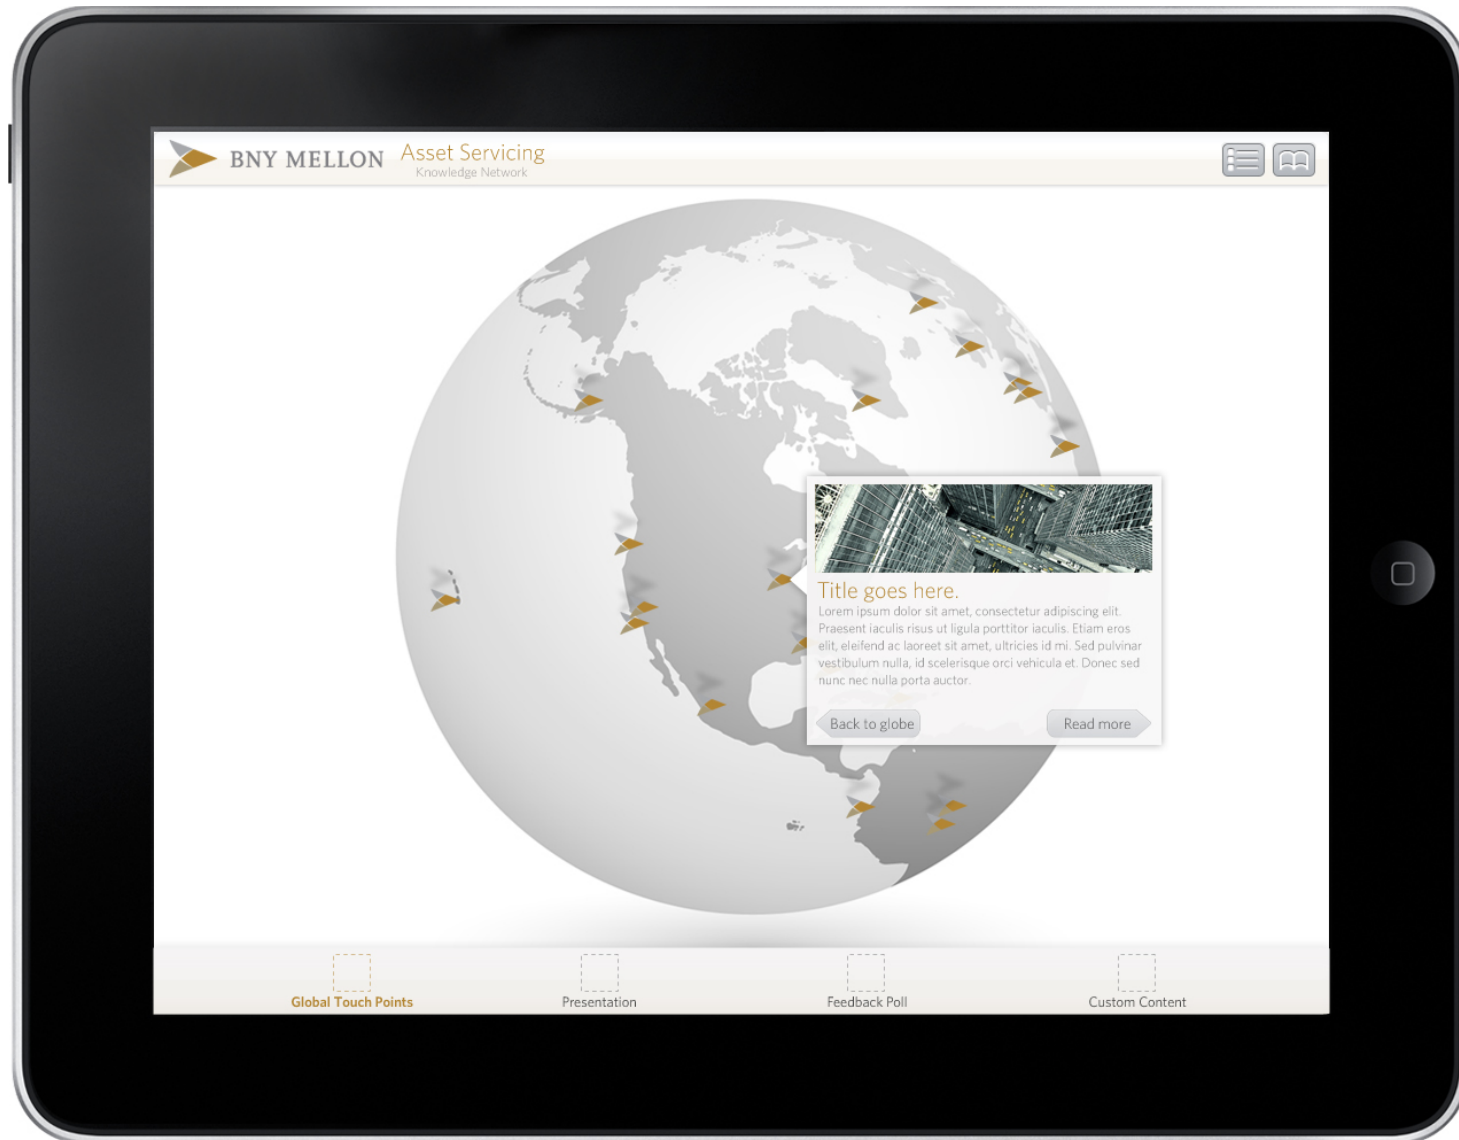 BNY MELLON
Asset Servicing
Knowledge Network
Title goes here.
Lorem ipsum dolor sit amet, consectetur adipiscing elit.
Praesent iaculis risus ut ligula porttitor iaculis. Etiam eros
elit, eleifend ac laoreet sit amet, ultricies id mi. Sed pulvinar
vestibulum nulla, id scelerisque orci vehicula et. Donec sed
nunc nec nulla porta auctor.
Back to globe
Read more
Global Touch Points
Presentation
Feedback Poll
Custom Content